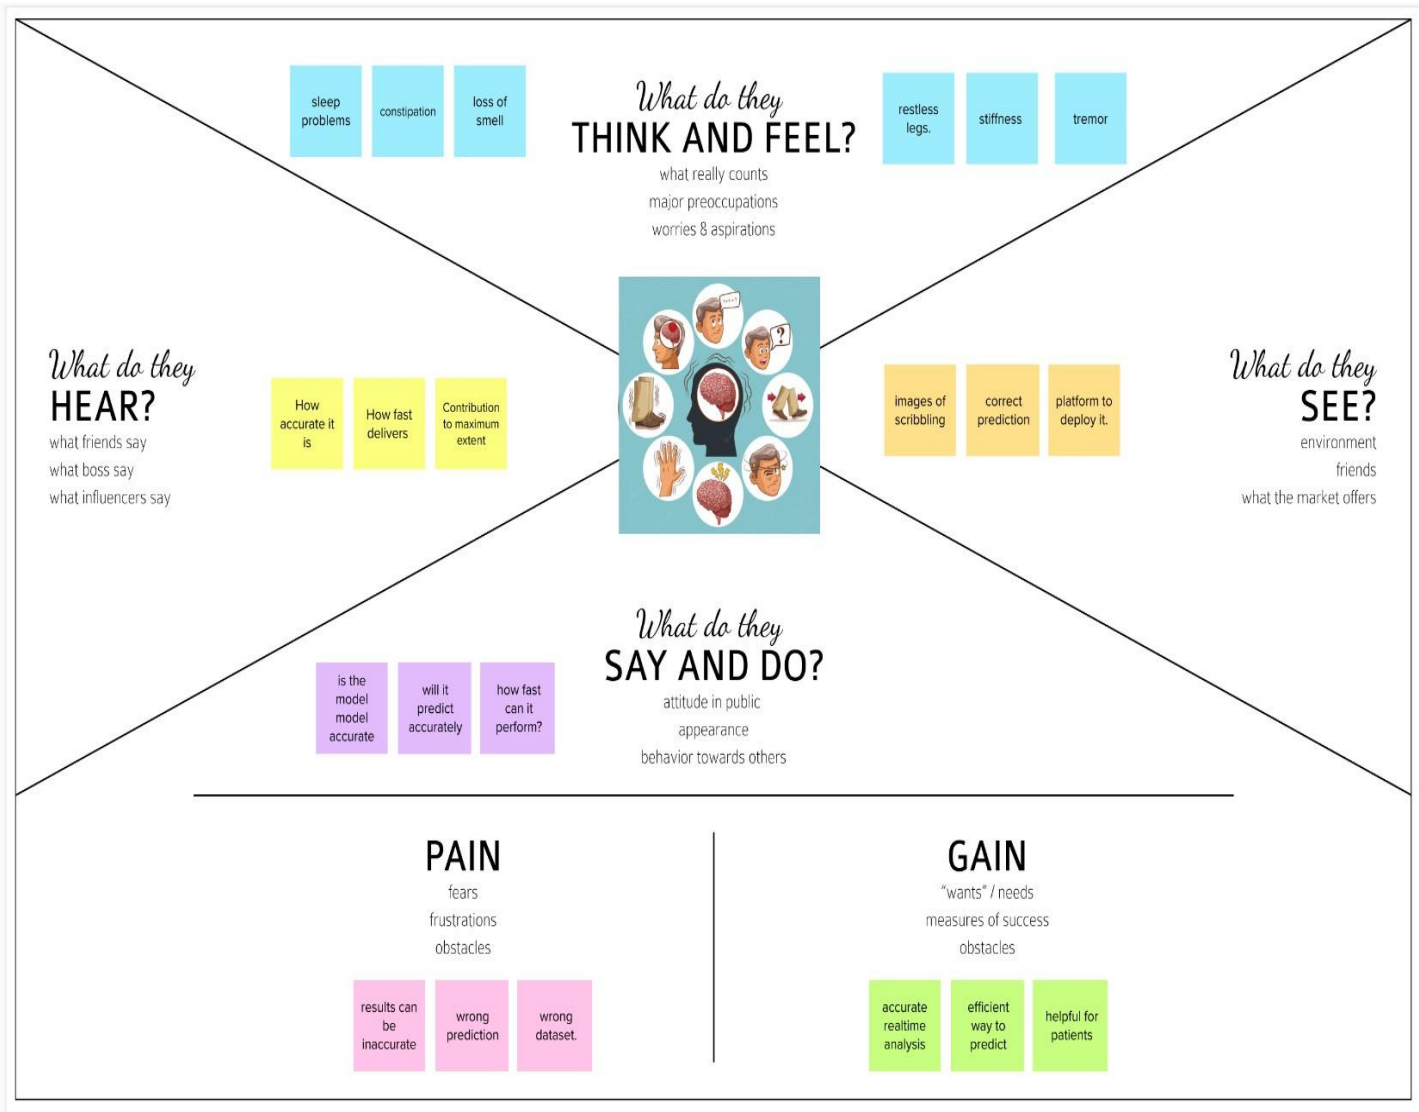 sleep
problems
constipation
loss of
smell
What do they
THINK AND FEEL?
what really counts
major preoccupations
worries & aspirations
restless
legs.
stiffness
tremor
What do they
HEAR?
what friends say
what boss say
what influencers say
How
accurate it
is
How fast
delivers
Contribution
to maximum
extent
?
images of
scribbling
correct
prediction
platform to
deploy it.
What do they
SEE?
environment
friends
what the market offers
What do they
SAY AND DO?
attitude in public
appearance
behavior towards others
is the
model
model
accurate
will it
predict
accurately
how fast
can it
perform?
PAIN
fears
frustrations
obstacles
results can
be
inaccurate
wrong
prediction
wrong
dataset.
GAIN
“wants” / needs
measures of success
obstacles
accurate
realtime
analysis
efficient
way to
predict
helpful for
patients